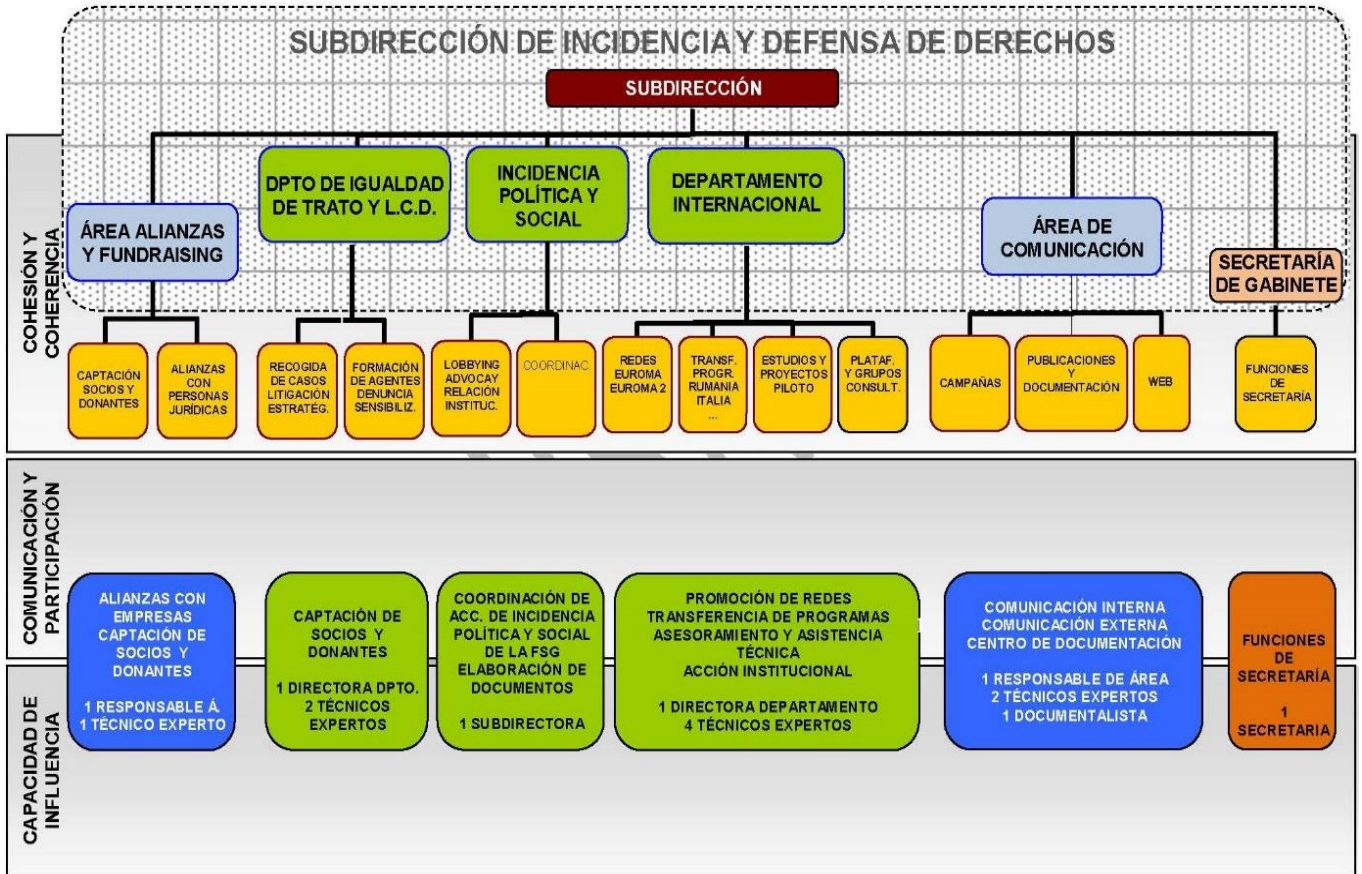 SUBDIRECCIÓN DE INCIDENCIA Y DEFENSA DE DERECHOS
SUBDIRECCIÓN
COHESIÓN Y
COHERENCIA
ÁREA ALIANZAS
Y FUNDRAISING
DPTO DE IGUALDAD
DE TRATO Y L.C.D.
INCIDENCIA
POLÍTICA Y
SOCIAL
DEPARTAMENTO
INTERNACIONAL
ÁREA DE
COMUNICACIÓN
SECRETARÍA
DE GABINETE
CAPTACIÓN
SOCIOS Y
DONANTES
ALIANZAS
CON
PERSONAS
JURÍDICAS
RECOGIDA
DE CASOS
LITIGACIÓN
ESTRATÉG.
FORMACIÓN
DE AGENTES
DENUNCIA
SENSIBILIZ.
LOBBYING
ADVOCAY
RELACIÓN
INSTITUC.
COORDINAC.
REDES
EUROMA
EUROMA 2
TRANSF.
PROGR.
RUMANIA
ITALIA
...
ESTUDIOS Y
PROYECTOS
PILOTO
PLATAF.
Y GRUPOS
CONSULT.
CAMPAÑAS
PUBLICACIONES
Y
DOCUMENTACIÓN
WEB
FUNCIONES
DE
SECRETARÍA
COMUNICACIÓN Y
PARTICIPACIÓN
CAPACIDAD DE
INFLUENCIA
ALIANZAS CON
EMPRESAS
CAPTACIÓN DE
SOCIOS Y
DONANTES
1 RESPONSABLE Á.
1 TÉCNICO EXPERTO
CAPTACIÓN DE
SOCIOS Y
DONANTES
1 DIRECTORA DPTO.
2 TÉCNICOS
EXPERTOS
COORDINACIÓN DE
ACC. DE INCIDENCIA
POLÍTICA Y SOCIAL
DE LA FSG
ELABORACIÓN DE
DOCUMENTOS
1 SUBDIRECTORA
PROMOCIÓN DE REDES
TRANSFERENCIA DE PROGRAMAS
ASESORAMIENTO Y ASISTENCIA
TÉCNICA
ACCIÓN INSTITUCIONAL
1 DIRECTORA DEPARTAMENTO
4 TÉCNICOS EXPERTOS
COMUNICACIÓN INTERNA
COMUNICACIÓN EXTERNA
CENTRO DE DOCUMENTACIÓN
1 RESPONSABLE DE ÁREA
2 TÉCNICOS EXPERTOS
1 DOCUMENTALISTA
FUNCIONES
DE
SECRETARÍA
1
SECRETARIA